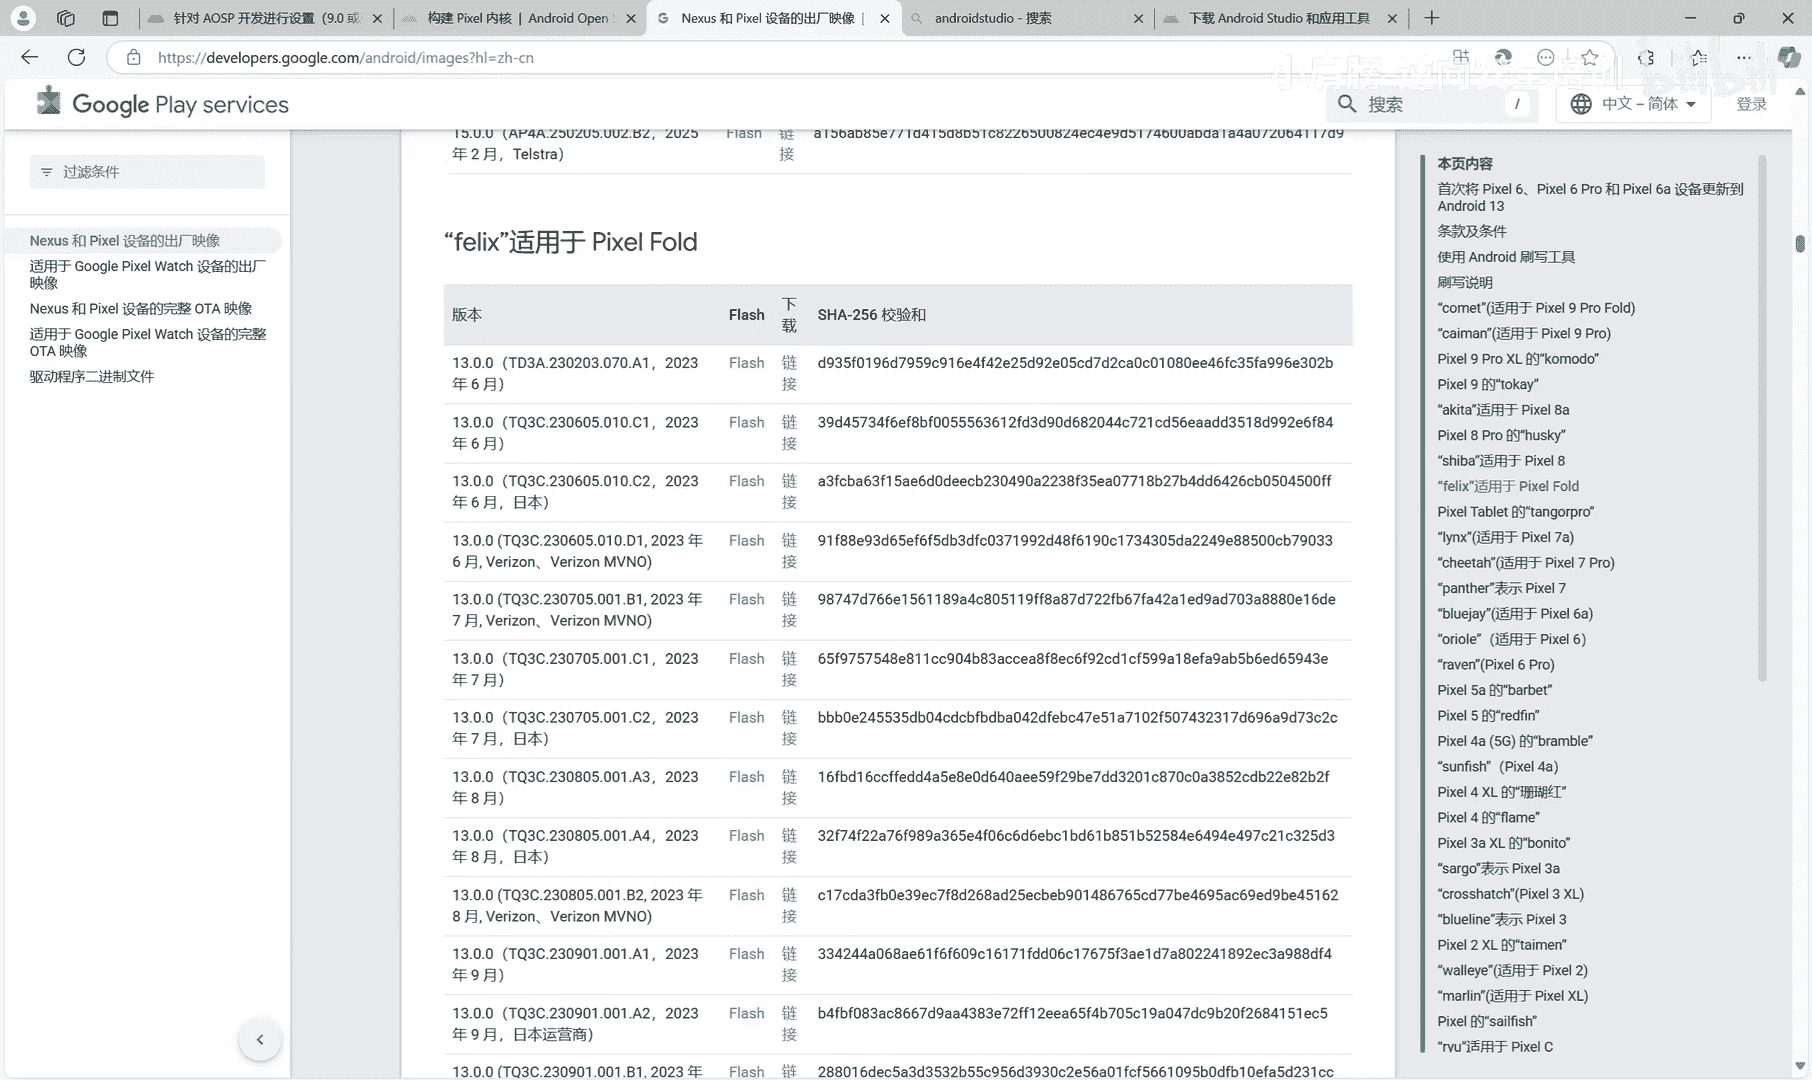 针对 AOSP 开发进行设置（9.0 或
构建 Pixel 内核 | Android Open S
Nexus 和 Pixel 设备的出厂映像 |
androidstudio - 搜索
下载 Android Studio 和应用工具
https://developers.google.com/android/images?hl=zh-cn
Google Play services
搜索
/
中文 – 简体
登录
过滤条件
Nexus 和 Pixel 设备的出厂映像
适用于 Google Pixel Watch 设备的出厂
映像
Nexus 和 Pixel 设备的完整 OTA 映像
适用于 Google Pixel Watch 设备的完整
OTA 映像
驱动程序二进制文件
15.0.0（AP4A.250205.002.B2，2025 Flash 链 a156ab85e771d415d8b51c8226500824ec4e9d5174600abda1a4a072064117d9
年 2 月，Telstra） 接
“felix”适用于 Pixel Fold
版本 Flash 下 SHA-256 校验和
载
13.0.0（TD3A.230203.070.A1，2023 Flash 链 d935f0196d7959c916e4f42e25d92e05cd7d2ca0c01080ee46fc35fa996e302b
年 6 月） 接
13.0.0（TQ3C.230605.010.C1，2023 Flash 链 39d45734f6ef8bf0055563612fd3d90d682044c721cd56eaadd3518d992e6f84
年 6 月） 接
13.0.0（TQ3C.230605.010.C2，2023 Flash 链 a3fcba63f15ae6d0deecb230490a2238f35ea07718b27b4dd6426cb0504500ff
年 6 月，日本） 接
13.0.0 (TQ3C.230605.010.D1, 2023 年 Flash 链 91f88e93d65ef6f5db3dfc0371992d48f6190c1734305da2249e88500cb79033
6 月, Verizon、Verizon MVNO) 接
13.0.0 (TQ3C.230705.001.B1, 2023 年 Flash 链 98747d766e1561189a4c805119ff8a87d722fb67fa42a1ed9ad703a8880e16de
7 月, Verizon、Verizon MVNO) 接
13.0.0（TQ3C.230705.001.C1，2023 Flash 链 65f9757548e811cc904b83accea8f8ec6f92cd1cf599a18efa9ab5b6ed65943e
年 7 月） 接
13.0.0（TQ3C.230705.001.C2，2023 Flash 链 bbb0e245535db04cdcbfbdba042dfebc47e51a7102f507432317d696a9d73c2c
年 7 月，日本） 接
13.0.0（TQ3C.230805.001.A3，2023 Flash 链 16fbd16ccffedd4a5e8e0d640aee59f29be7dd3201c870c0a3852cdb22e82b2f
年 8 月） 接
13.0.0（TQ3C.230805.001.A4，2023 Flash 链 32f74f22a76f989a365e4f06c6d6ebc1bd61b851b52584e6494e497c21c325d3
年 8 月，日本） 接
13.0.0 (TQ3C.230805.001.B2, 2023 年 Flash 链 c17cda3fb0e39ec7f8d268ad25ecbeb901486765cd77be4695ac69ed9be45162
8 月, Verizon、Verizon MVNO) 接
13.0.0（TQ3C.230901.001.A1，2023 Flash 链 334244a068ae61f6f609c16171fdd06c17675f3ae1d7a802241892ec3a988df4
年 9 月） 接
13.0.0（TQ3C.230901.001.A2，2023 Flash 链 b4fbf083ac8667d9aa4383e72ff12eea65f4b705c19a047dc9b20f2684151ec5
年 9 月，日本运营商） 接
13.0.0 (TQ3C.230901.001.B1, 2023 年 Flash 链 288016dec5a3d3532b55c956d3930c2e56a01fcf5661095b0dfb10efa5d231cc
本页内容
首次将 Pixel 6、Pixel 6 Pro 和 Pixel 6a 设备更新到
Android 13
条款及条件
使用 Android 刷写工具
刷写说明
“comet”(适用于 Pixel 9 Pro Fold)
“caiman”(适用于 Pixel 9 Pro)
Pixel 9 Pro XL 的“komodo”
Pixel 9 的“tokay”
“akita”适用于 Pixel 8a
Pixel 8 Pro 的“husky”
“shiba”适用于 Pixel 8
“felix”适用于 Pixel Fold
Pixel Tablet 的“tangorpro”
“lynx”(适用于 Pixel 7a)
“cheetah”(适用于 Pixel 7 Pro)
“panther”表示 Pixel 7
“bluejay”(适用于 Pixel 6a)
“oriole”（适用于 Pixel 6）
“raven”(Pixel 6 Pro)
Pixel 5a 的“barbet”
Pixel 5 的“redfin”
Pixel 4a (5G) 的“bramble”
“sunfish”（Pixel 4a）
Pixel 4 XL 的“珊瑚红”
Pixel 4 的“flame”
Pixel 3a XL 的“bonito”
“sargo”表示 Pixel 3a
“crosshatch”(Pixel 3 XL)
“blueline”表示 Pixel 3
Pixel 2 XL 的“taimen”
“walleye”(适用于 Pixel 2)
“marlin”(适用于 Pixel XL)
Pixel 的“sailfish”
“ryu”适用于 Pixel C